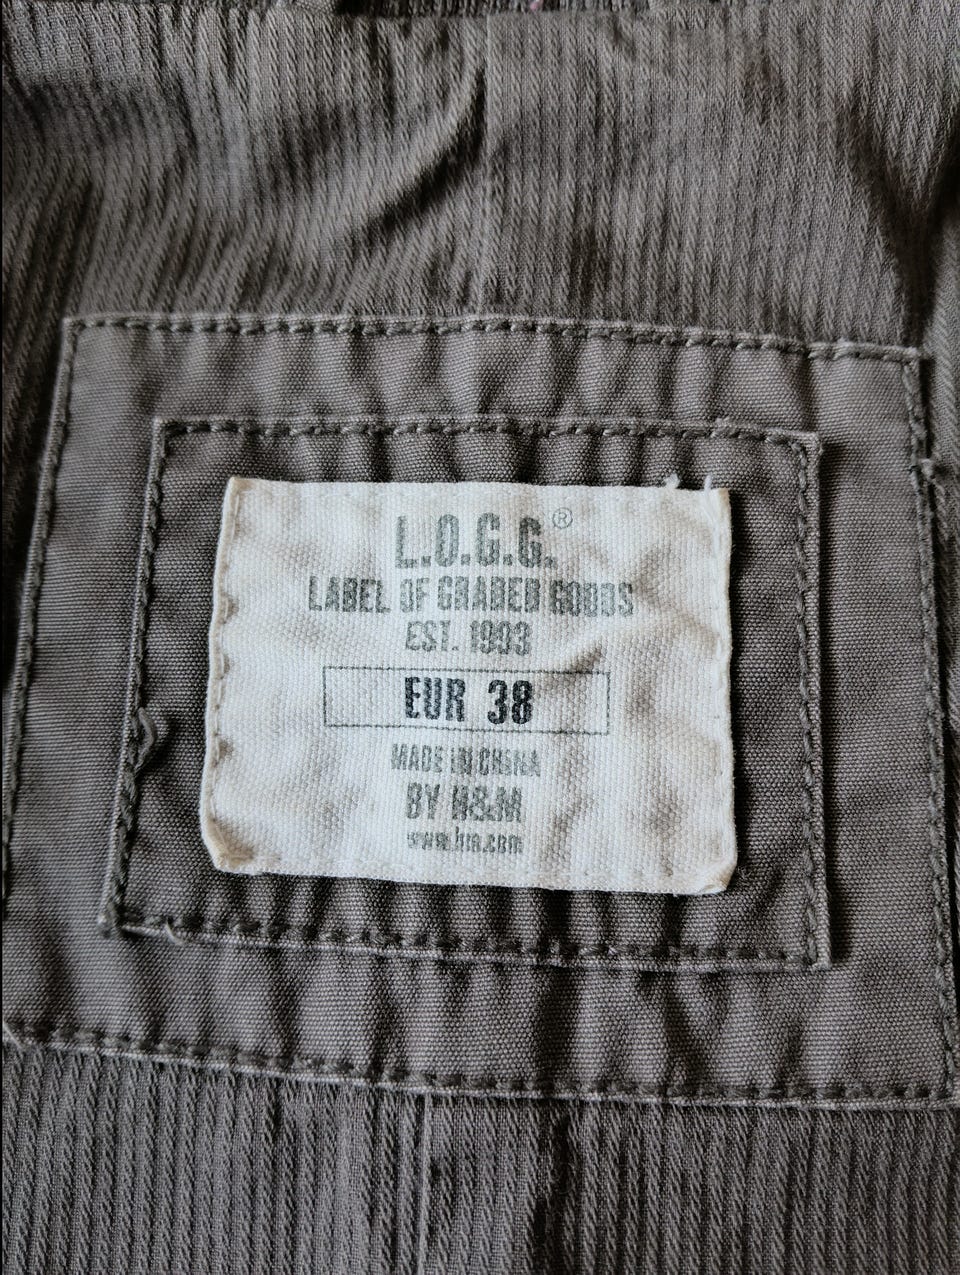 L.O.G.G.®
LABEL OF GRADED GOODS
EST. 1993
EUR 38
MADE IN CHINA
BY H&M
www.hm.com